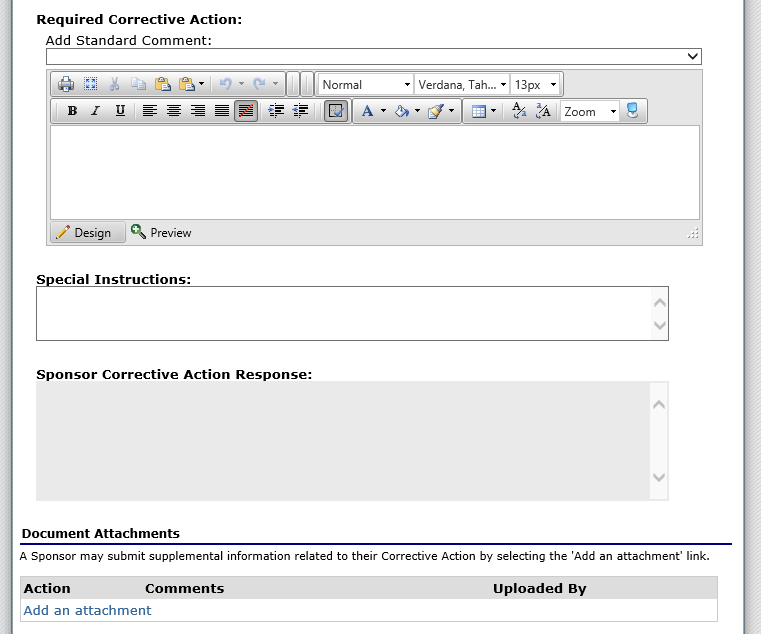 Required Corrective Action:
Add Standard Comment:
Normal Verdana, Tah... 13px
B I U A Zoom
Design Preview
Special Instructions:
Sponsor Corrective Action Response:
Document Attachments
A Sponsor may submit supplemental information related to their Corrective Action by selecting the 'Add an attachment' link.
Action Comments Uploaded By
Add an attachment